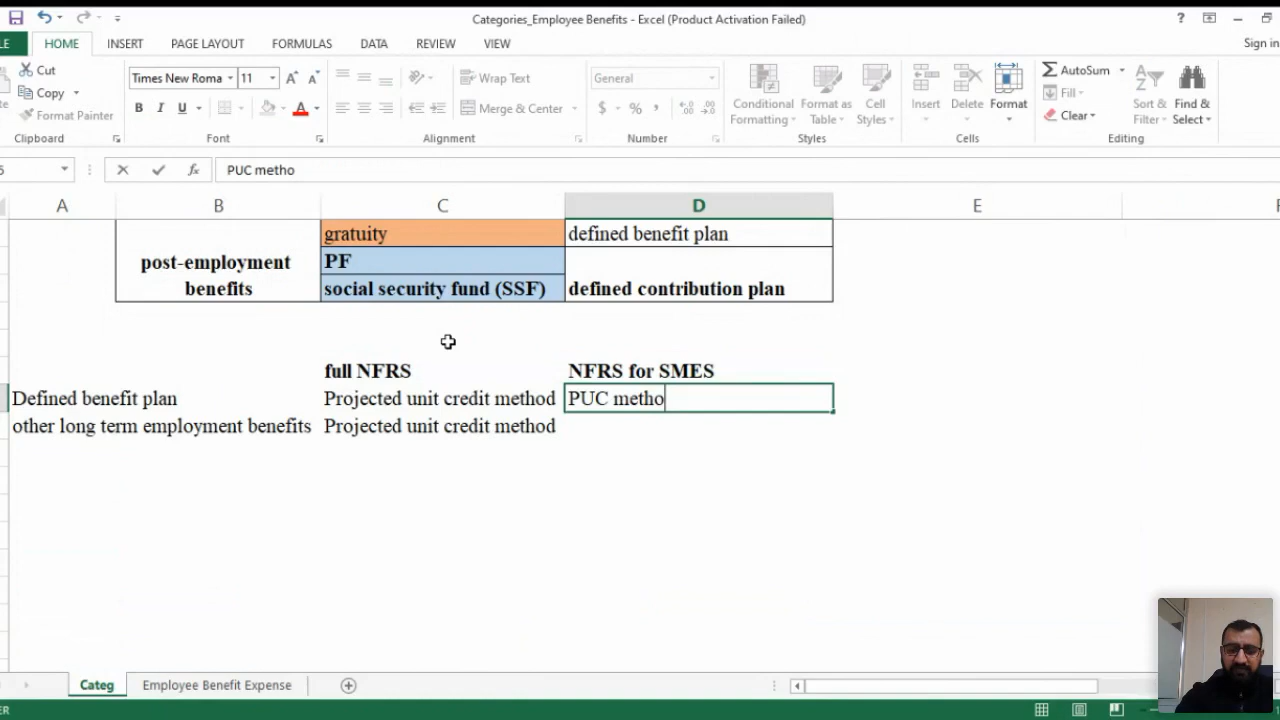 Categories_Employee Benefits - Excel (Product Activation Failed)
HOME INSERT PAGE LAYOUT FORMULAS DATA REVIEW VIEW Sign in
Cut
Copy
Format Painter
Clipboard
Times New Roma 11
B I U
Font
Wrap Text
Merge & Center
Alignment
General
$ % ,
Number
Conditional Formatting
Format as Table
Cell Styles
Styles
Insert Delete Format
Cells
AutoSum
Fill
Clear
Sort & Filter
Find & Select
Editing
PUC metho
A B C D E
gratuity defined benefit plan
post-employment benefits
PF
social security fund (SSF) defined contribution plan
full NFRS NFRS for SMES
Defined benefit plan Projected unit credit method PUC metho
other long term employment benefits Projected unit credit method
Categ Employee Benefit Expense